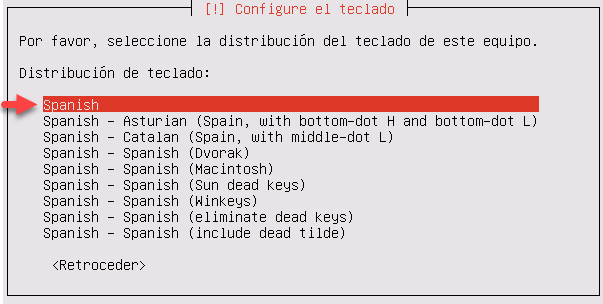 [!] Configure el teclado
Por favor, seleccione la distribución del teclado de este equipo.
Distribución de teclado:
Spanish
Spanish - Asturian (Spain, with bottom-dot H and bottom-dot L)
Spanish - Catalan (Spain, with middle-dot L)
Spanish - Spanish (Dvorak)
Spanish - Spanish (Macintosh)
Spanish - Spanish (Sun dead keys)
Spanish - Spanish (Winkeys)
Spanish - Spanish (eliminate dead keys)
Spanish - Spanish (include dead tilde)
<Retroceder>